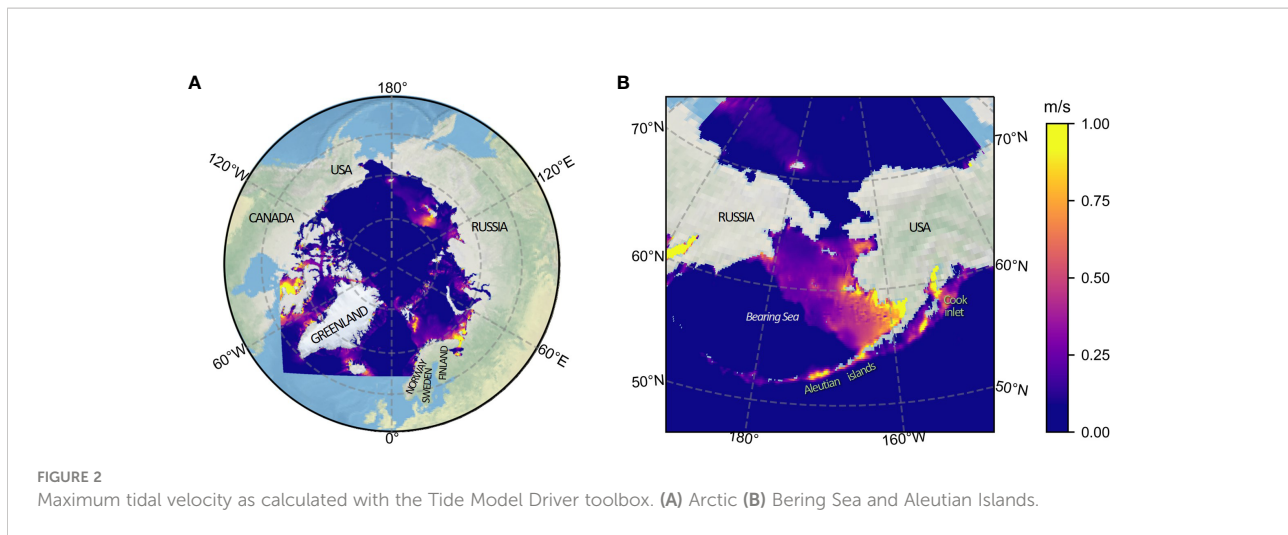 A
180°
120°W
120°E
USA
CANADA
RUSSIA
GREENLAND
NORWAY
SWEDEN
FINLAND
60°W
60°E
0°
B
m/s
70°N
70°N
1.00
RUSSIA
USA
0.75
60°N
60°N
0.50
Cook
inlet
Bearing Sea
0.25
Aleutian islands
50°N
50°N
0.00
180°
160°W
FIGURE 2
Maximum tidal velocity as calculated with the Tide Model Driver toolbox. (A) Arctic (B) Bering Sea and Aleutian Islands.